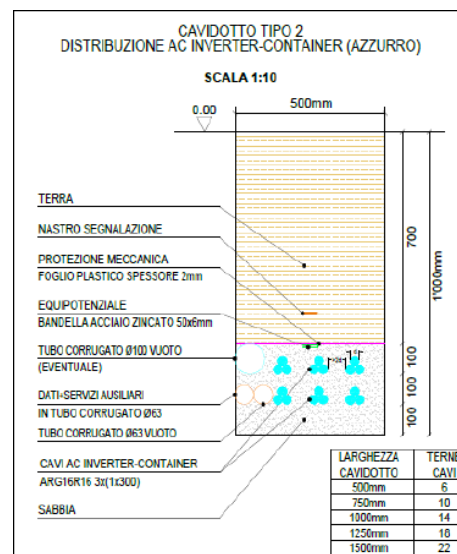 CAVIDOTTO TIPO 2
DISTRIBUZIONE AC INVERTER-CONTAINER (AZZURRO)
SCALA 1:10
0.00
500mm
TERRA
NASTRO SEGNALAZIONE
PROTEZIONE MECCANICA
FOGLIO PLASTICO SPESSORE 2mm
EQUIPOTENZIALE
BANDELLA ACCIAIO ZINCATO 50x6mm
TUBO CORRUGATO Ø100 VUOTO
(EVENTUALE)
DATI+SERVIZI AUSILIARI
IN TUBO CORRUGATO Ø63
TUBO CORRUGATO Ø63 VUOTO
CAVI AC INVERTER-CONTAINER
ARG16R16 3x(1x300)
SABBIA
700
1'000mm
100
100
100
LARGHEZZA TERNE
CAVIDOTTO CAVI
500mm 6
750mm 10
1000mm 14
1250mm 18
1500mm 22